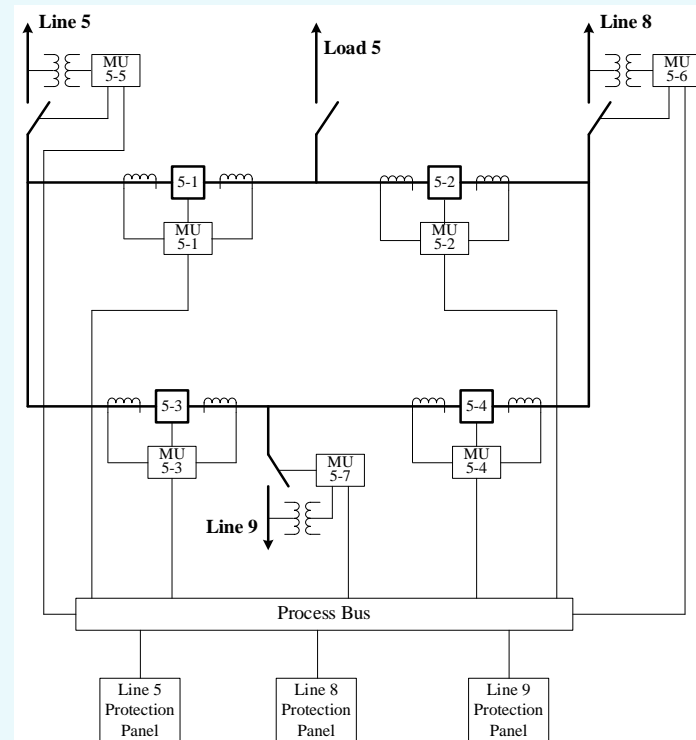 Line 5
Load 5
Line 8
MU
5-5
MU
5-6
5-1
5-2
MU
5-1
MU
5-2
5-3
5-4
MU
5-3
MU
5-7
MU
5-4
Line 9
Process Bus
Line 5
Protection
Panel
Line 8
Protection
Panel
Line 9
Protection
Panel